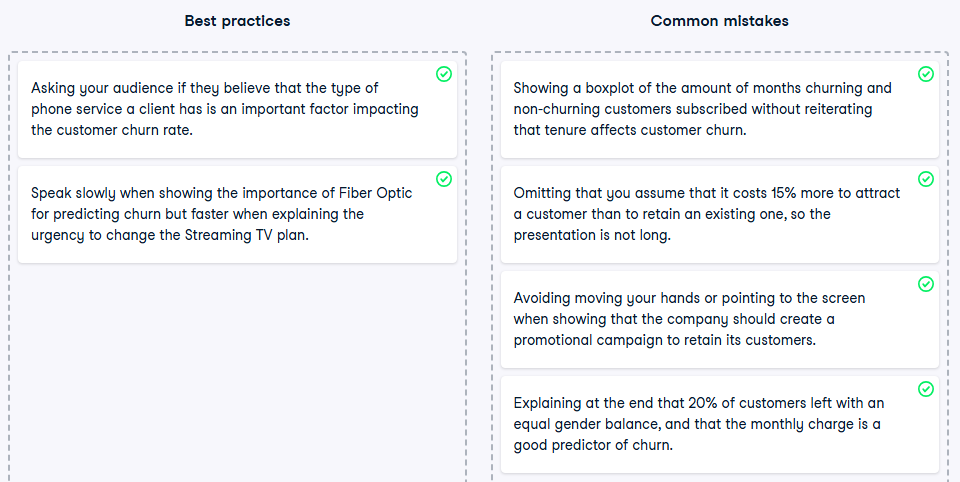 Best practices
Common mistakes
Asking your audience if they believe that the type of
phone service a client has is an important factor impacting
the customer churn rate.
Speak slowly when showing the importance of Fiber Optic
for predicting churn but faster when explaining the
urgency to change the Streaming TV plan.
Showing a boxplot of the amount of months churning and
non-churning customers subscribed without reiterating
that tenure affects customer churn.
Omitting that you assume that it costs 15% more to attract
a customer than to retain an existing one, so the
presentation is not long.
Avoiding moving your hands or pointing to the screen
when showing that the company should create a
promotional campaign to retain its customers.
Explaining at the end that 20% of customers left with an
equal gender balance, and that the monthly charge is a
good predictor of churn.